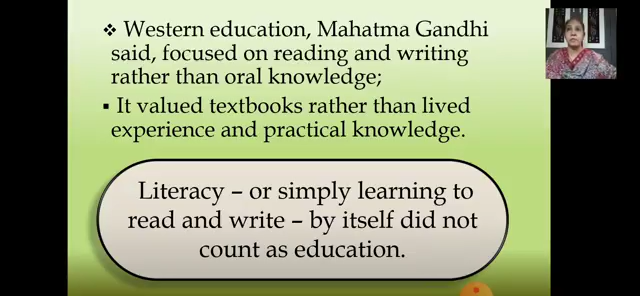 ❖ Western education, Mahatma Gandhi
said, focused on reading and writing
rather than oral knowledge;
▪ It valued textbooks rather than lived
experience and practical knowledge.
Literacy – or simply learning to
read and write – by itself did not
count as education.